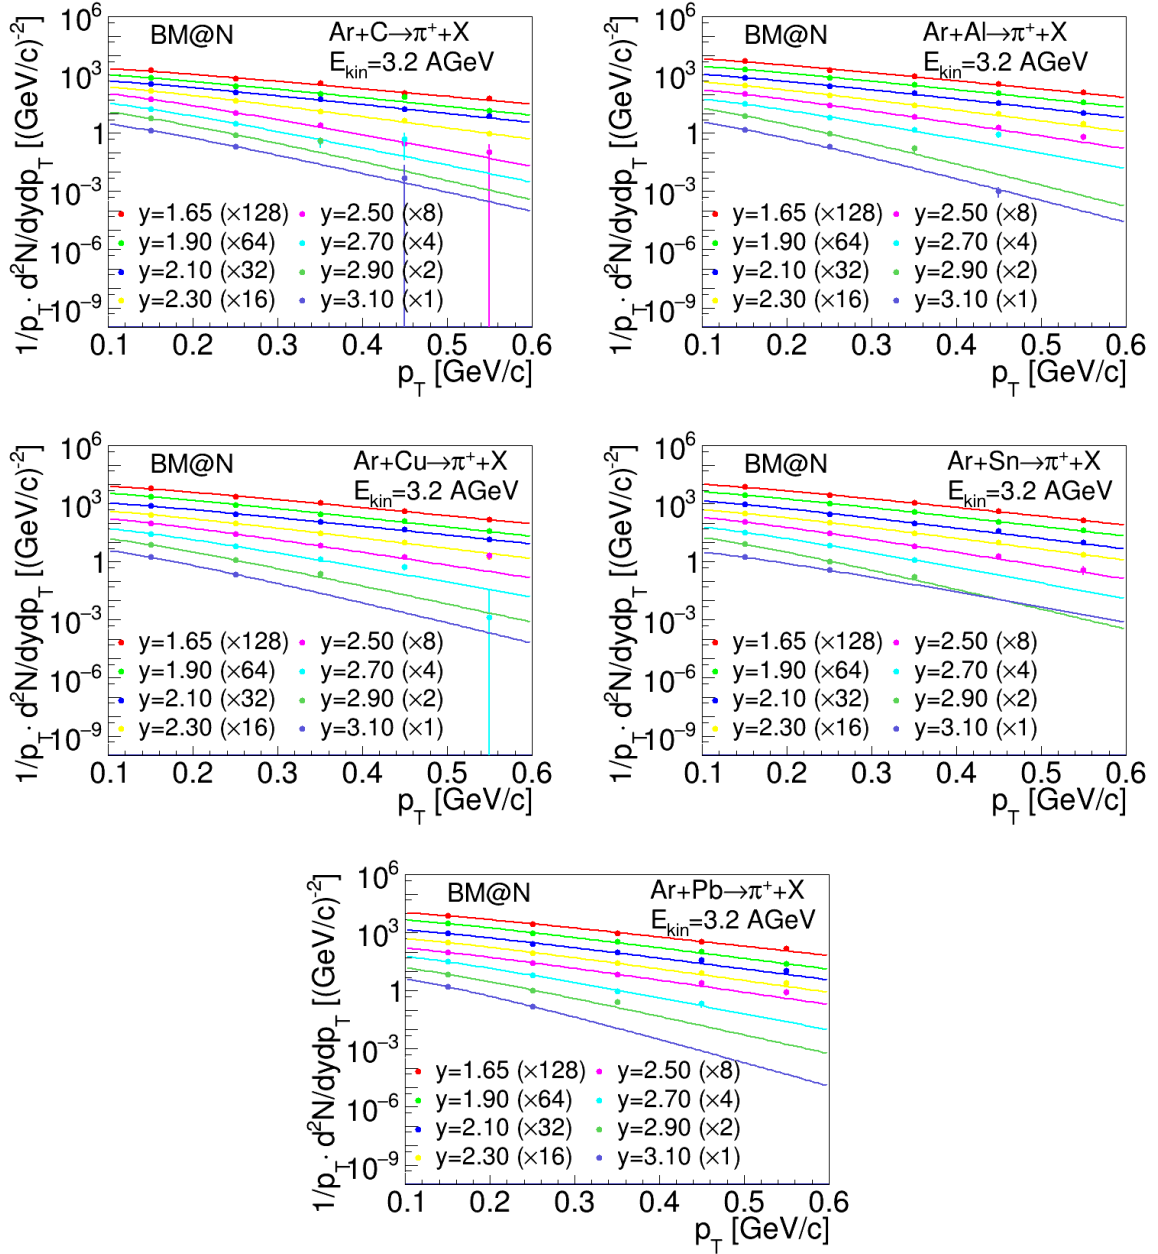 BM@N
Ar+C→π⁺+X
E_kin=3.2 AGeV
1/p_T· d²N/dydp_T [(GeV/c)⁻²]
10⁶
10³
1
10⁻³
10⁻⁶
10⁻⁹
y=1.65 (×128)
y=1.90 (×64)
y=2.10 (×32)
y=2.30 (×16)
y=2.50 (×8)
y=2.70 (×4)
y=2.90 (×2)
y=3.10 (×1)
0.1 0.2 0.3 0.4 0.5 0.6
p_T [GeV/c]
BM@N
Ar+Al→π⁺+X
E_kin=3.2 AGeV
1/p_T· d²N/dydp_T [(GeV/c)⁻²]
10⁶
10³
1
10⁻³
10⁻⁶
10⁻⁹
y=1.65 (×128)
y=1.90 (×64)
y=2.10 (×32)
y=2.30 (×16)
y=2.50 (×8)
y=2.70 (×4)
y=2.90 (×2)
y=3.10 (×1)
0.1 0.2 0.3 0.4 0.5 0.6
p_T [GeV/c]
BM@N
Ar+Cu→π⁺+X
E_kin=3.2 AGeV
1/p_T· d²N/dydp_T [(GeV/c)⁻²]
10⁶
10³
1
10⁻³
10⁻⁶
10⁻⁹
y=1.65 (×128)
y=1.90 (×64)
y=2.10 (×32)
y=2.30 (×16)
y=2.50 (×8)
y=2.70 (×4)
y=2.90 (×2)
y=3.10 (×1)
0.1 0.2 0.3 0.4 0.5 0.6
p_T [GeV/c]
BM@N
Ar+Sn→π⁺+X
E_kin=3.2 AGeV
1/p_T· d²N/dydp_T [(GeV/c)⁻²]
10⁶
10³
1
10⁻³
10⁻⁶
10⁻⁹
y=1.65 (×128)
y=1.90 (×64)
y=2.10 (×32)
y=2.30 (×16)
y=2.50 (×8)
y=2.70 (×4)
y=2.90 (×2)
y=3.10 (×1)
0.1 0.2 0.3 0.4 0.5 0.6
p_T [GeV/c]
BM@N
Ar+Pb→π⁺+X
E_kin=3.2 AGeV
1/p_T· d²N/dydp_T [(GeV/c)⁻²]
10⁶
10³
1
10⁻³
10⁻⁶
10⁻⁹
y=1.65 (×128)
y=1.90 (×64)
y=2.10 (×32)
y=2.30 (×16)
y=2.50 (×8)
y=2.70 (×4)
y=2.90 (×2)
y=3.10 (×1)
0.1 0.2 0.3 0.4 0.5 0.6
p_T [GeV/c]